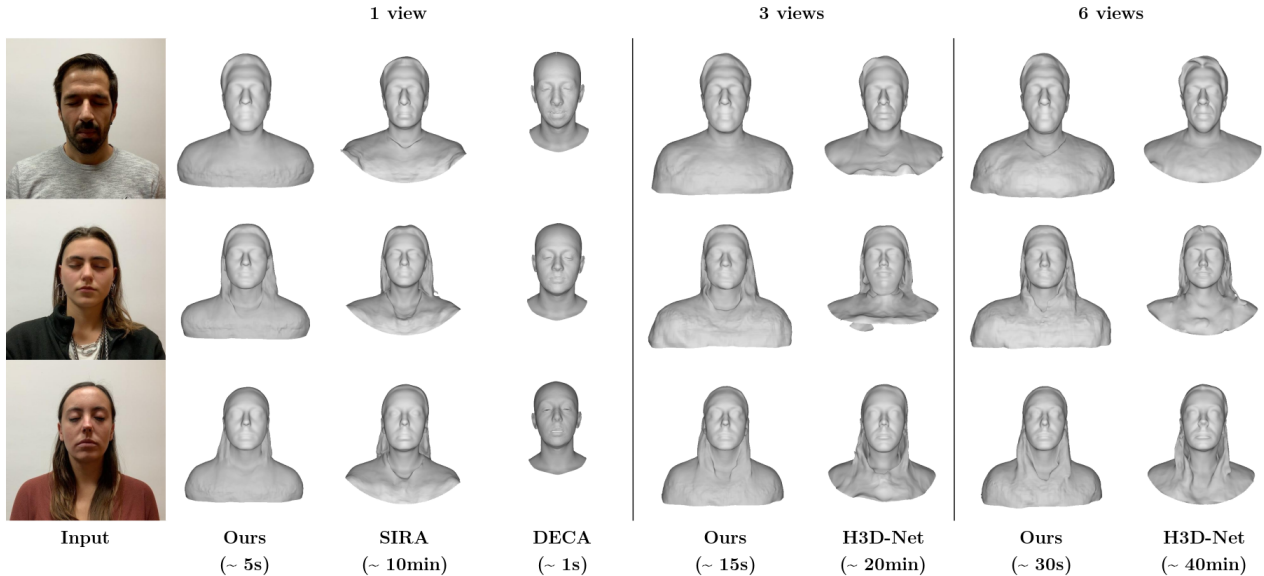 1 view 3 views 6 views
Input Ours SIRA DECA Ours H3D-Net Ours H3D-Net
(~ 5s) (~ 10min) (~ 1s) (~ 15s) (~ 20min) (~ 30s) (~ 40min)